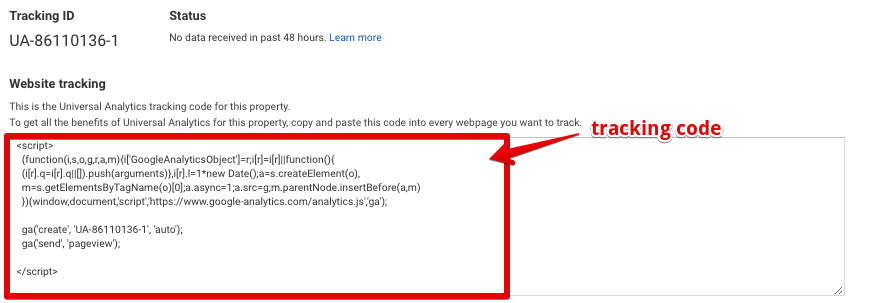 Tracking ID
Status
UA-86110136-1
No data received in past 48 hours. Learn more
Website tracking
This is the Universal Analytics tracking code for this property.
To get all the benefits of Universal Analytics for this property, copy and paste this code into every webpage you want to track.
tracking code
<script>
(function(i,s,o,g,r,a,m){i['GoogleAnalyticsObject']=r;i[r]=i[r]||function(){
(i[r].q=i[r].q||[]).push(arguments)},i[r].l=1*new Date();a=s.createElement(o),
m=s.getElementsByTagName(o)[0];a.async=1;a.src=g;m.parentNode.insertBefore(a,m)
})(window,document,'script','https://www.google-analytics.com/analytics.js','ga');
ga('create', 'UA-86110136-1', 'auto');
ga('send', 'pageview');
</script>